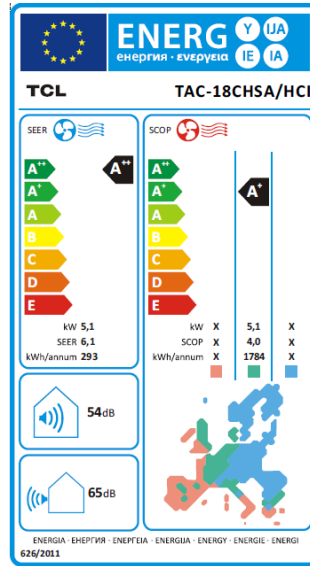 ENERG Y IJA
енергия · ενεργεια IE IA
TCL TAC-18CHSA/HCI
SEER SCOP
A++ A++ A++
A+ A+ A+
A A
B B
C C
D D
E E
kW 5,1 kW X 5,1 X
SEER 6,1 SCOP X 4,0 X
kWh/annum 293 kWh/annum X 1784 X
54dB
65dB
ENERGIA · ЕНЕРГИЯ · ΕΝΕΡΓΕΙΑ · ENERGIJA · ENERGY · ENERGIE · ENERGI
626/2011